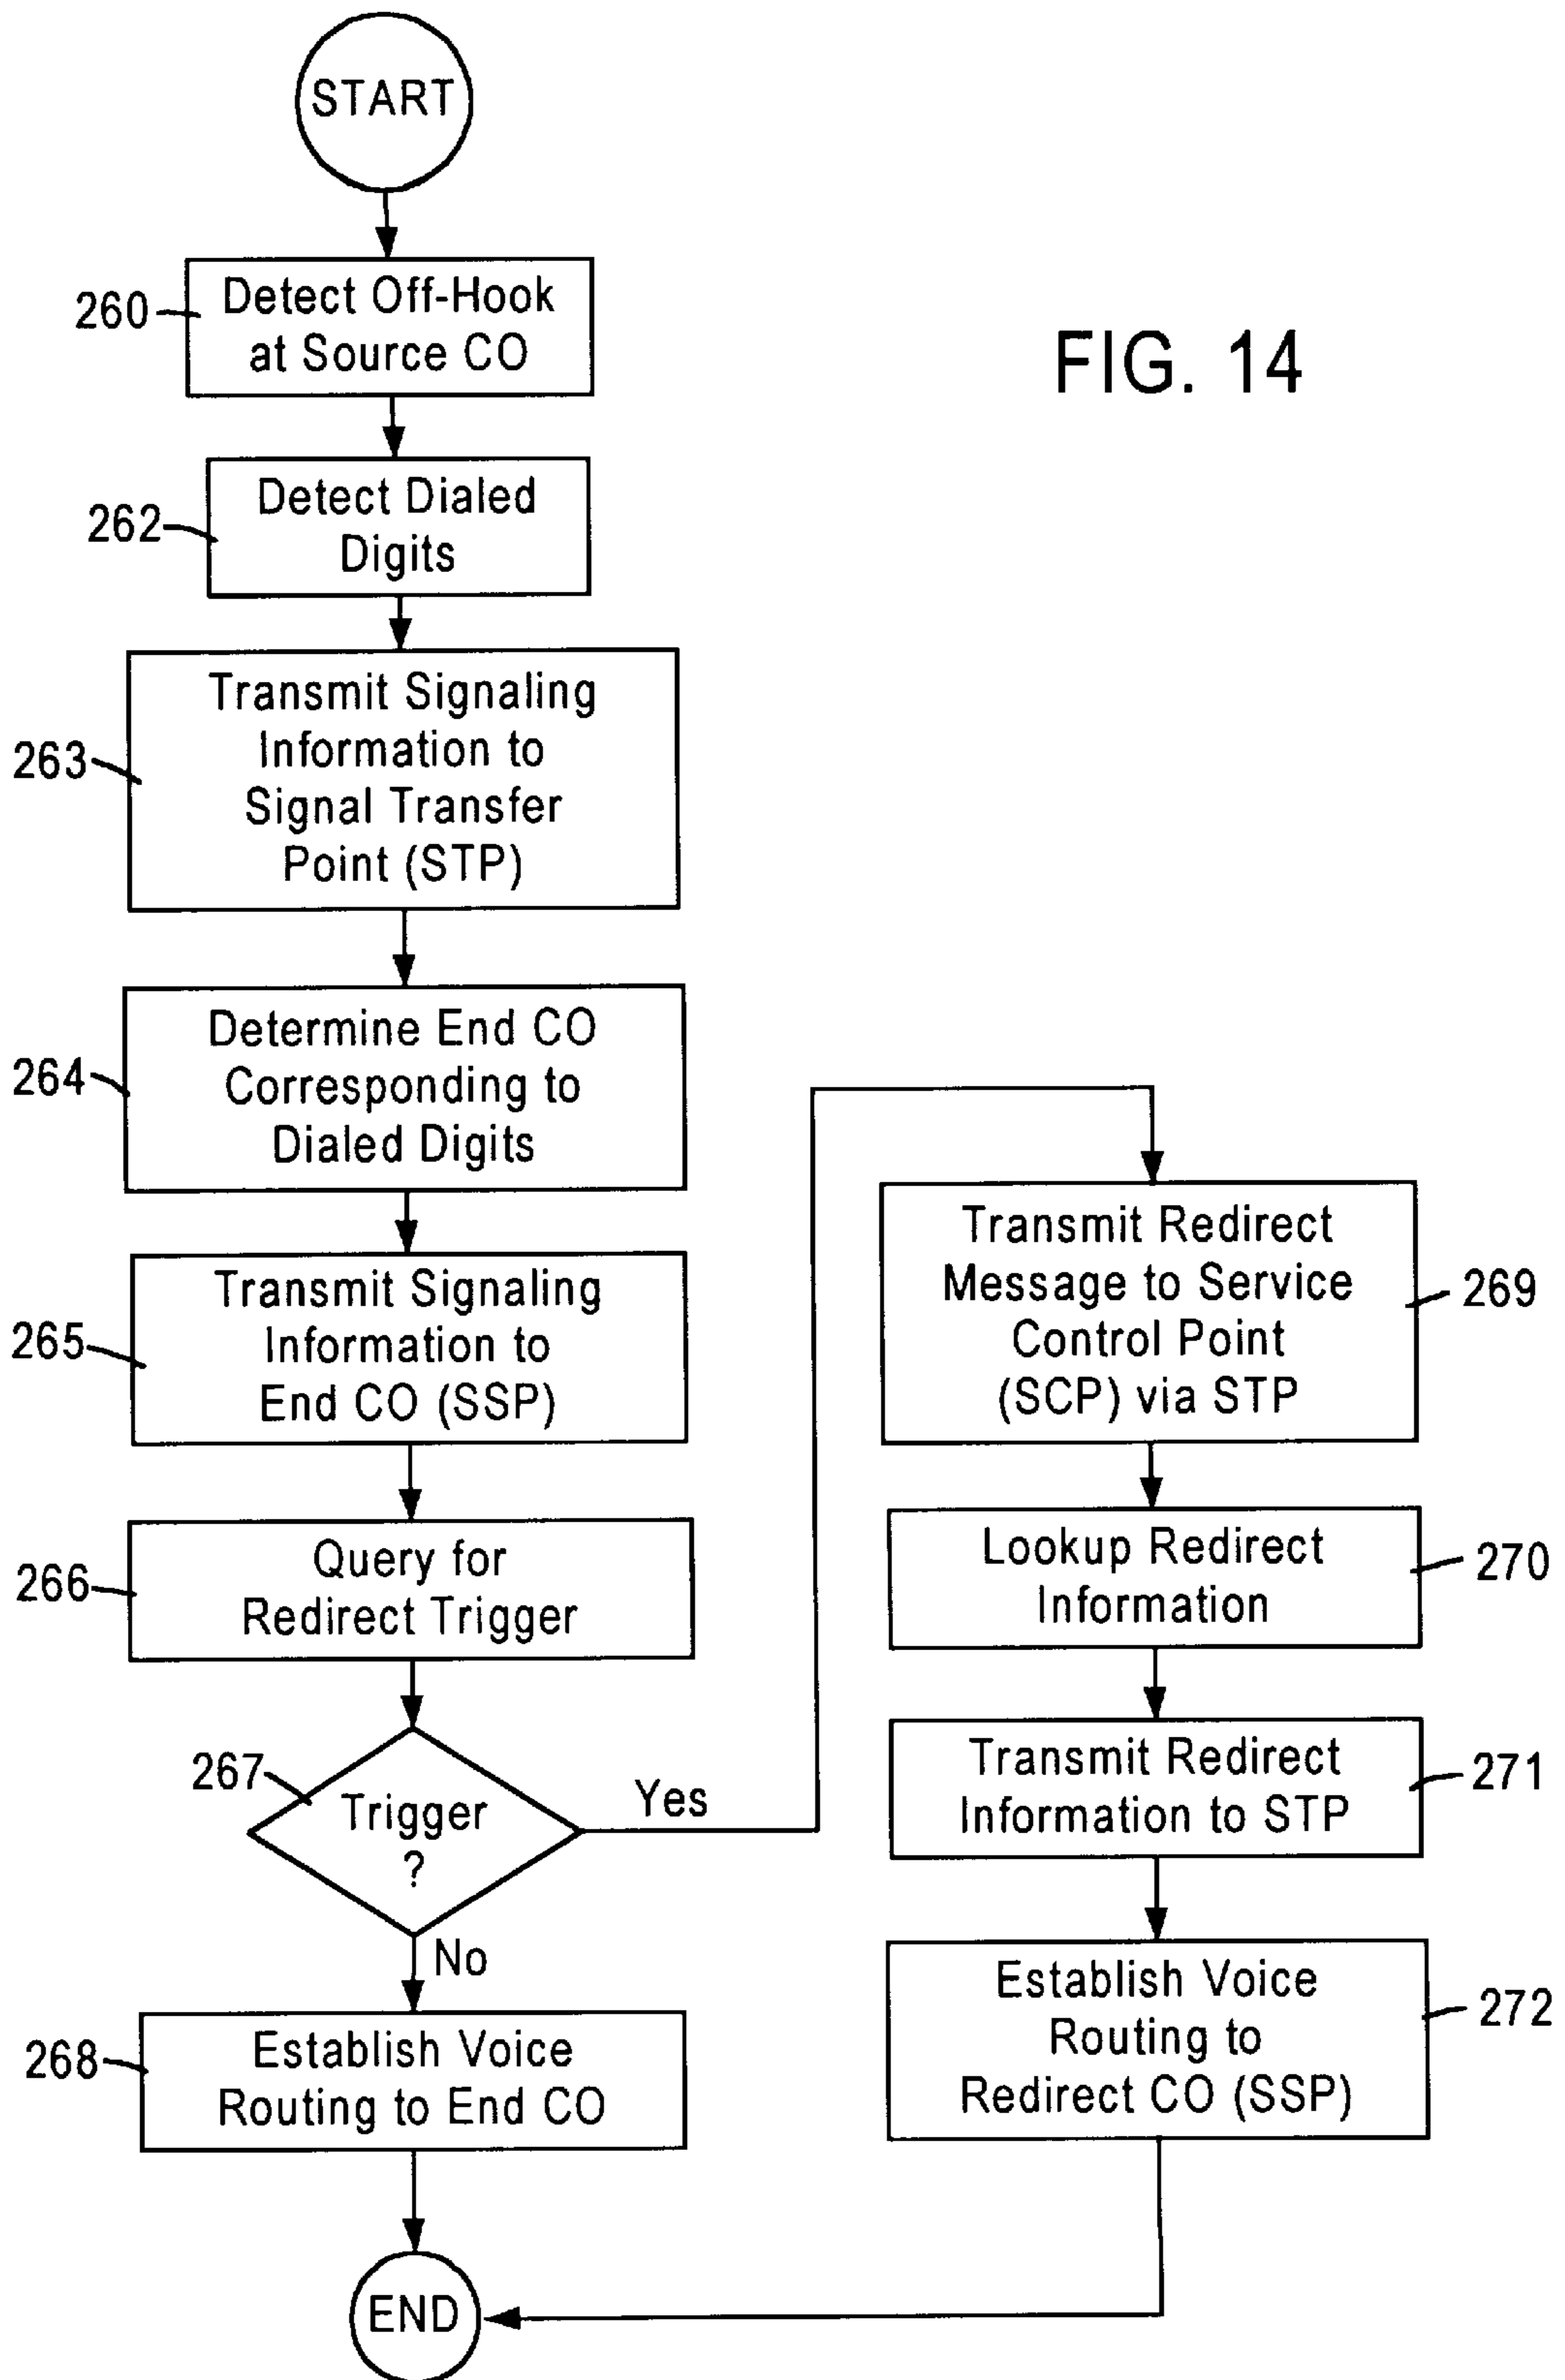 START
FIG. 14
260
Detect Off-Hook
at Source CO
262
Detect Dialed
Digits
263
Transmit Signaling
Information to
Signal Transfer
Point (STP)
264
Determine End CO
Corresponding to
Dialed Digits
265
Transmit Signaling
Information to
End CO (SSP)
266
Query for
Redirect Trigger
267
Trigger
?
Yes
No
268
Establish Voice
Routing to End CO
Transmit Redirect
Message to Service
Control Point
(SCP) via STP
269
Lookup Redirect
Information
270
Transmit Redirect
Information to STP
271
Establish Voice
Routing to
Redirect CO (SSP)
272
END